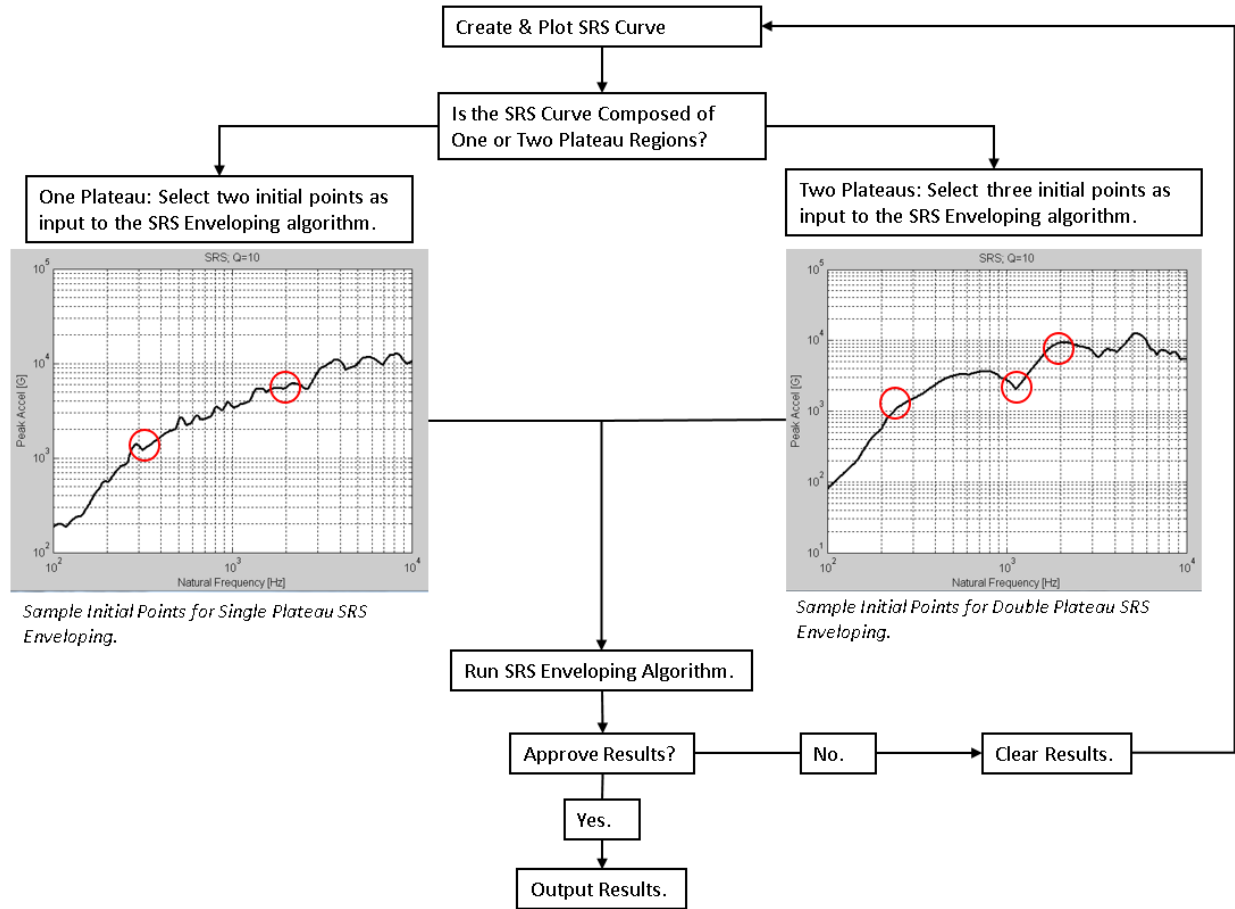 Create & Plot SRS Curve
Is the SRS Curve Composed of
One or Two Plateau Regions?
One Plateau: Select two initial points as
input to the SRS Enveloping algorithm.
Two Plateaus: Select three initial points as
input to the SRS Enveloping algorithm.
SRS; Q=10
10^5
10^4
10^3
10^2
Peak Accel [G]
10^2
10^3
10^4
Natural Frequency [Hz]
Sample Initial Points for Single Plateau SRS
Enveloping.
SRS; Q=10
10^5
10^4
10^3
10^2
10^1
Peak Accel [G]
10^2
10^3
10^4
Natural Frequency [Hz]
Sample Initial Points for Double Plateau SRS
Enveloping.
Run SRS Enveloping Algorithm.
Approve Results?
No.
Clear Results.
Yes.
Output Results.